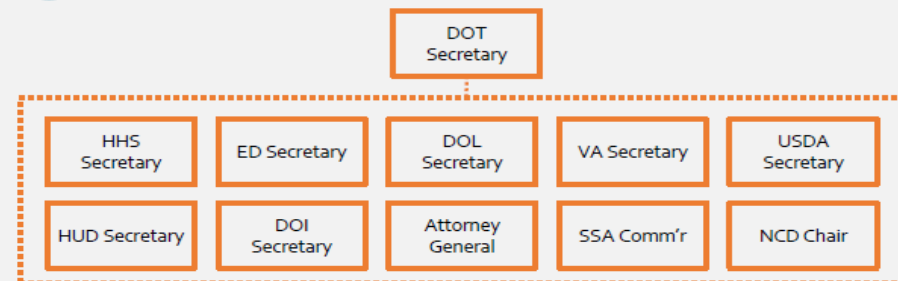 DOT
Secretary
HHS
Secretary
ED Secretary
DOL
Secretary
VA Secretary
USDA
Secretary
HUD Secretary
DOI
Secretary
Attorney
General
SSA Comm'r
NCD Chair